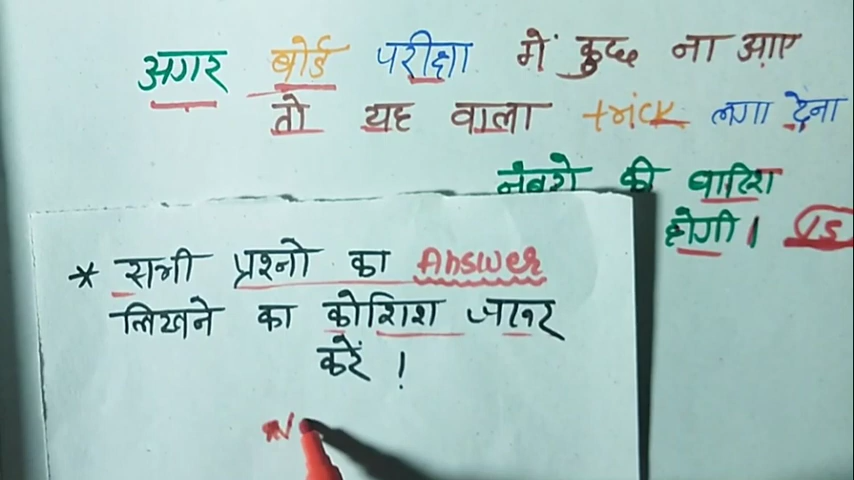 अगर बोर्ड परीक्षा में कुछ ना आए
तो यह वाला trick लगा देना
नंबरो की बारिश
होगी।
* सभी प्रश्नो का Answer
लिखने का कोशिश जरुर
करें !